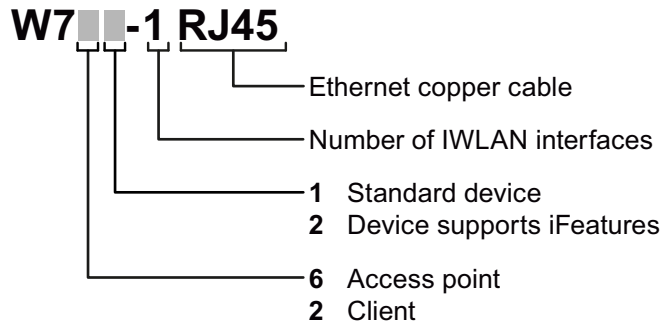 W7 -1 RJ45
Ethernet copper cable
Number of IWLAN interfaces
1 Standard device
2 Device supports iFeatures
6 Access point
2 Client